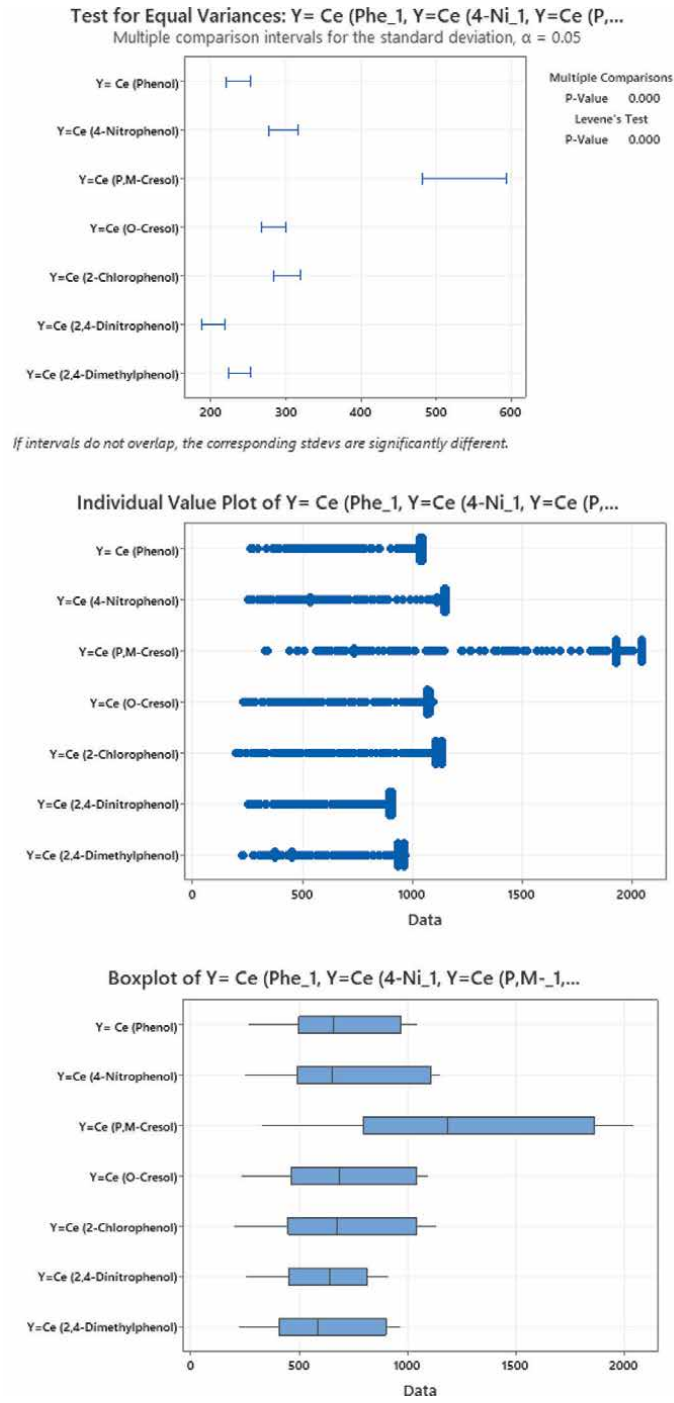 Test for Equal Variances: Y= Ce (Phe_1, Y=Ce (4-Ni_1, Y=Ce (P,...
Multiple comparison intervals for the standard deviation, α = 0.05
Y= Ce (Phenol)
Y=Ce (4-Nitrophenol)
Y=Ce (P,M-Cresol)
Y=Ce (O-Cresol)
Y=Ce (2-Chlorophenol)
Y=Ce (2,4-Dinitrophenol)
Y=Ce (2,4-Dimethylphenol)
200 300 400 500 600
Multiple Comparisons
P-Value 0.000
Levene's Test
P-Value 0.000
If intervals do not overlap, the corresponding stdevs are significantly different.
Individual Value Plot of Y= Ce (Phe_1, Y=Ce (4-Ni_1, Y=Ce (P,...
Y= Ce (Phenol)
Y=Ce (4-Nitrophenol)
Y=Ce (P,M-Cresol)
Y=Ce (O-Cresol)
Y=Ce (2-Chlorophenol)
Y=Ce (2,4-Dinitrophenol)
Y=Ce (2,4-Dimethylphenol)
0 500 1000 1500 2000
Data
Boxplot of Y= Ce (Phe_1, Y=Ce (4-Ni_1, Y=Ce (P,M-_1,...
Y= Ce (Phenol)
Y=Ce (4-Nitrophenol)
Y=Ce (P,M-Cresol)
Y=Ce (O-Cresol)
Y=Ce (2-Chlorophenol)
Y=Ce (2,4-Dinitrophenol)
Y=Ce (2,4-Dimethylphenol)
0 500 1000 1500 2000
Data